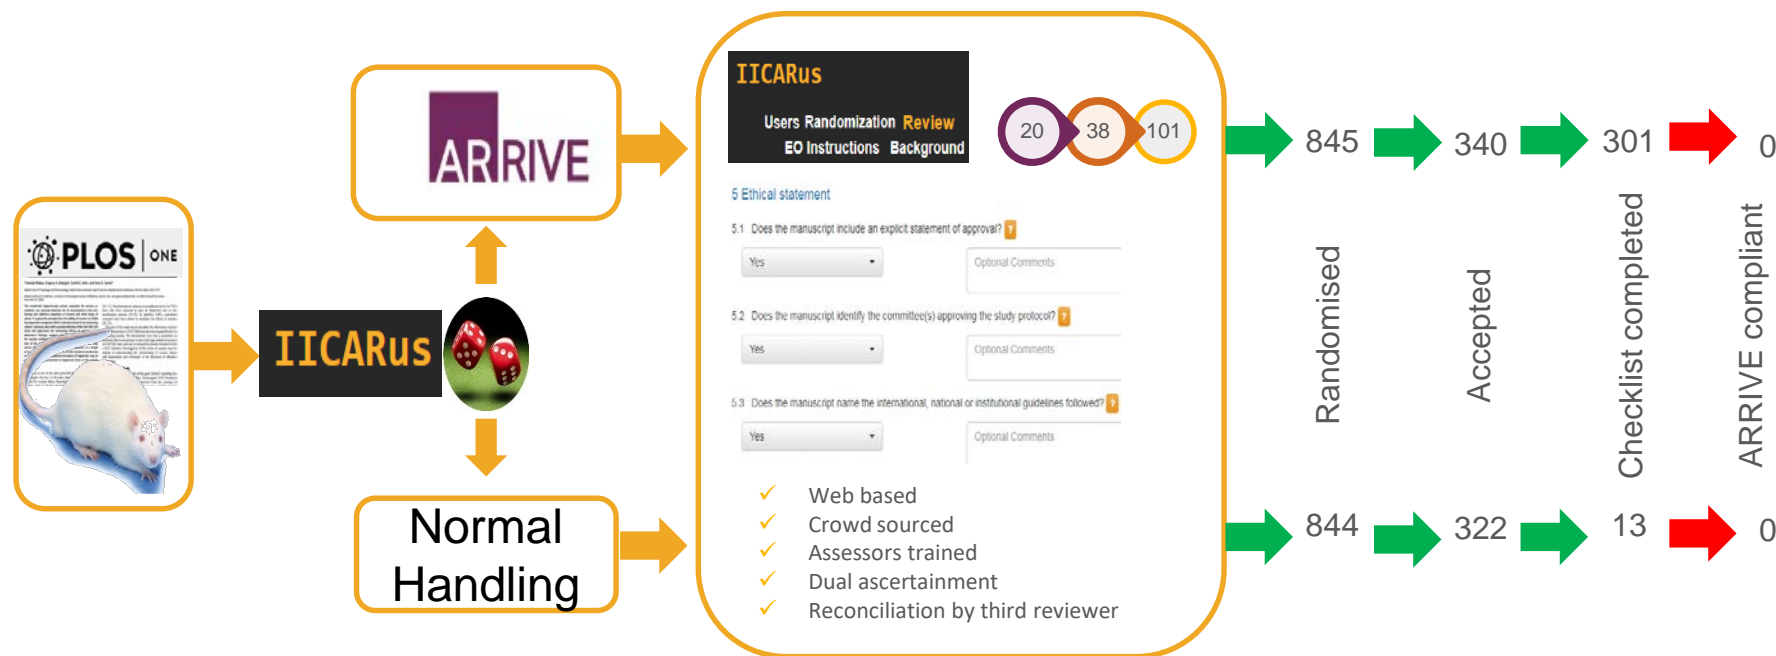 PLOS ONE
IICARus
ARRIVE
Normal
Handling
IICARus
Users Randomization Review
EO Instructions Background
20 38 101
5 Ethical statement
5.1 Does the manuscript include an explicit statement of approval? ?
Yes
Optional Comments
5.2 Does the manuscript identify the committee(s) approving the study protocol? ?
Yes
Optional Comments
5.3 Does the manuscript name the international, national or institutional guidelines followed? ?
Yes
Optional Comments
✓ Web based
✓ Crowd sourced
✓ Assessors trained
✓ Dual ascertainment
✓ Reconciliation by third reviewer
845 340 301 0
Randomised
Accepted
Checklist completed
ARRIVE compliant
844 322 13 0